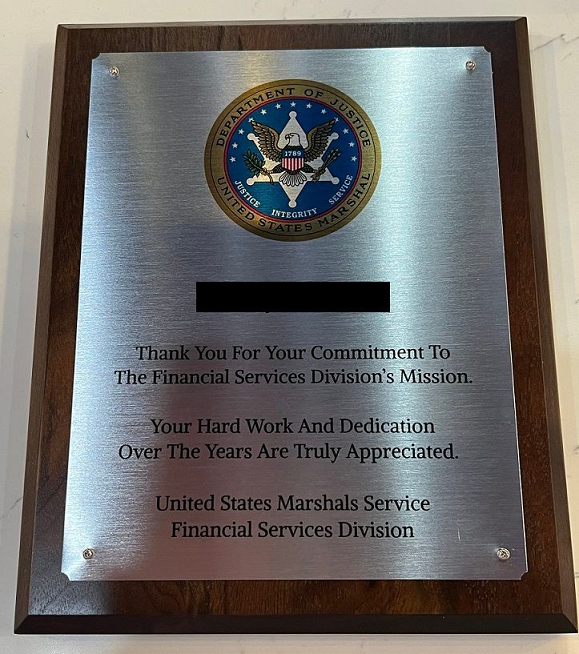 DEPARTMENT OF JUSTICE
1789
JUSTICE INTEGRITY SERVICE
UNITED STATES MARSHAL
Thank You For Your Commitment To
The Financial Services Division's Mission.
Your Hard Work And Dedication
Over The Years Are Truly Appreciated.
United States Marshals Service
Financial Services Division